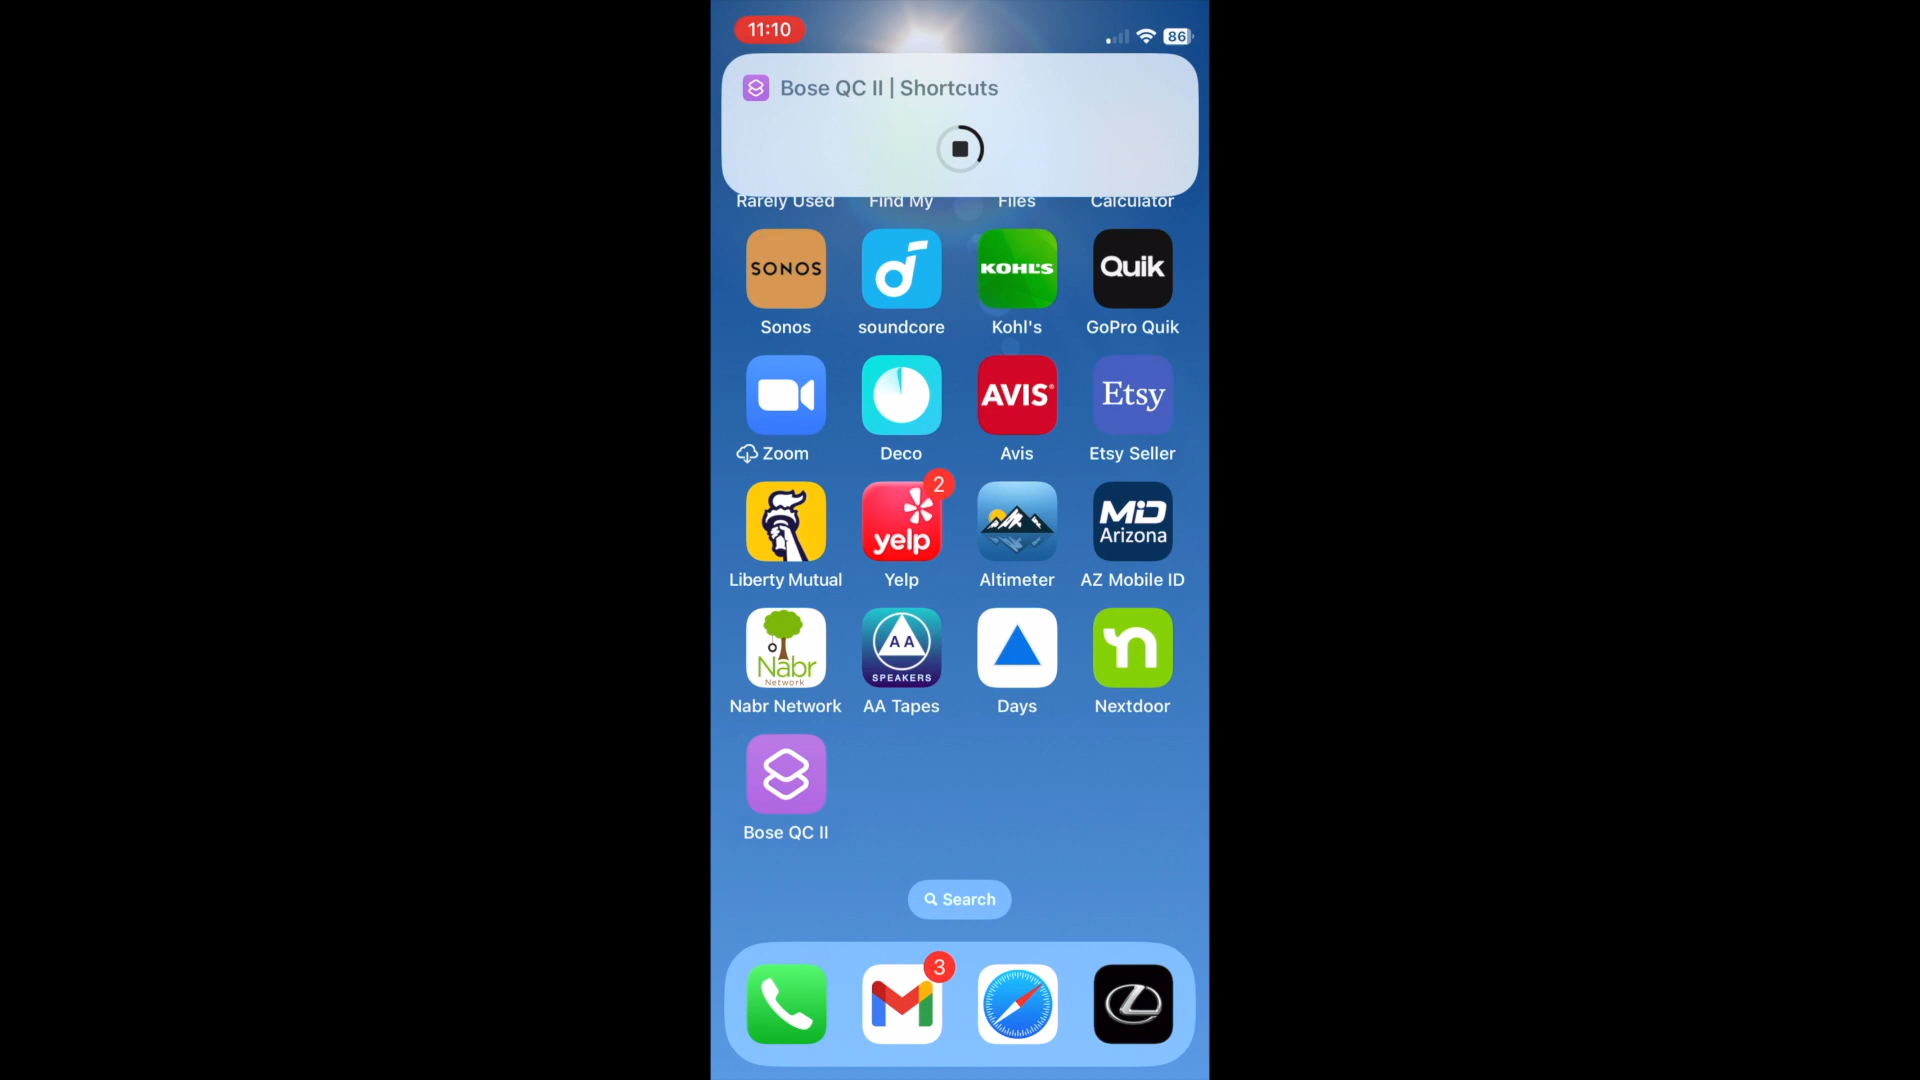 11:10
86
Bose QC II | Shortcuts
Rarely Used Find My Files Calculator
SONOS KOHL'S Quik
Sonos soundcore Kohl's GoPro Quik
AVIS Etsy
Zoom Deco Avis Etsy Seller
2
yelp MiD Arizona
Liberty Mutual Yelp Altimeter AZ Mobile ID
Nabr Network AA SPEAKERS
Nabr Network AA Tapes Days Nextdoor
Bose QC II
Search
3